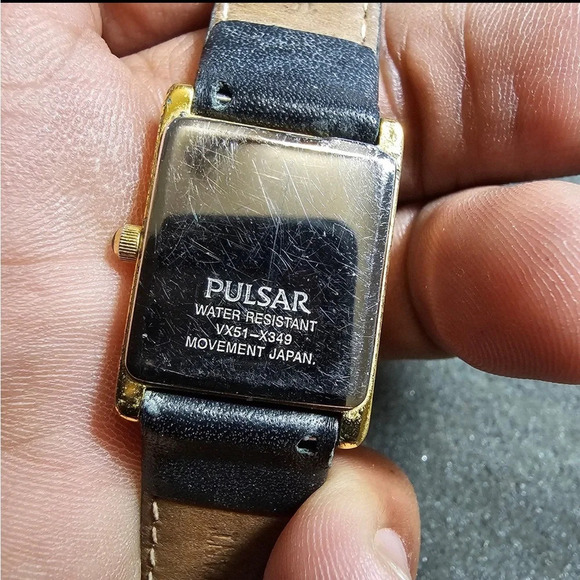 PULSAR
WATER RESISTANT
VX51-X349
MOVEMENT JAPAN.